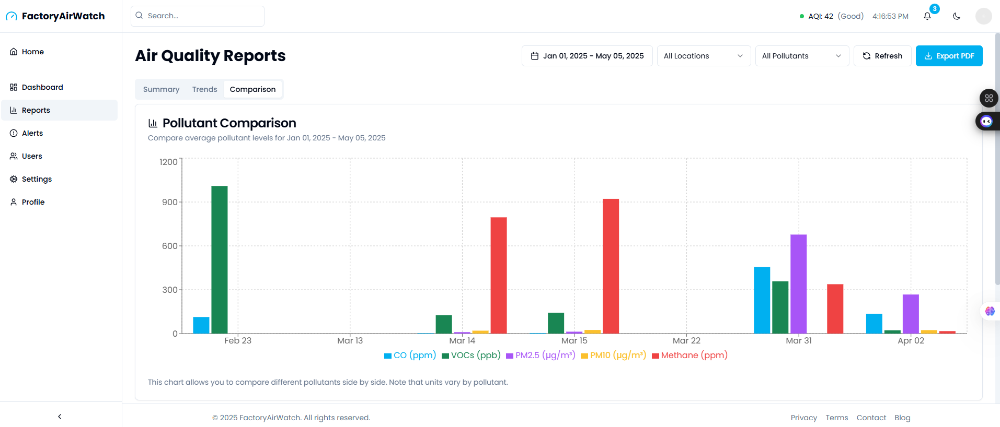 FactoryAirWatch
Search...
AQI: 42 (Good) 4:16:53 PM 3
Home
Dashboard
Reports
Alerts
Users
Settings
Profile
Air Quality Reports
Jan 01, 2025 - May 05, 2025 All Locations All Pollutants Refresh Export PDF
Summary Trends Comparison
Pollutant Comparison
Compare average pollutant levels for Jan 01, 2025 - May 05, 2025
1200
900
600
300
0
Feb 23 Mar 13 Mar 14 Mar 15 Mar 22 Mar 31 Apr 02
CO (ppm) VOCs (ppb) PM2.5 (μg/m³) PM10 (μg/m³) Methane (ppm)
This chart allows you to compare different pollutants side by side. Note that units vary by pollutant.
© 2025 FactoryAirWatch. All rights reserved.
Privacy Terms Contact Blog